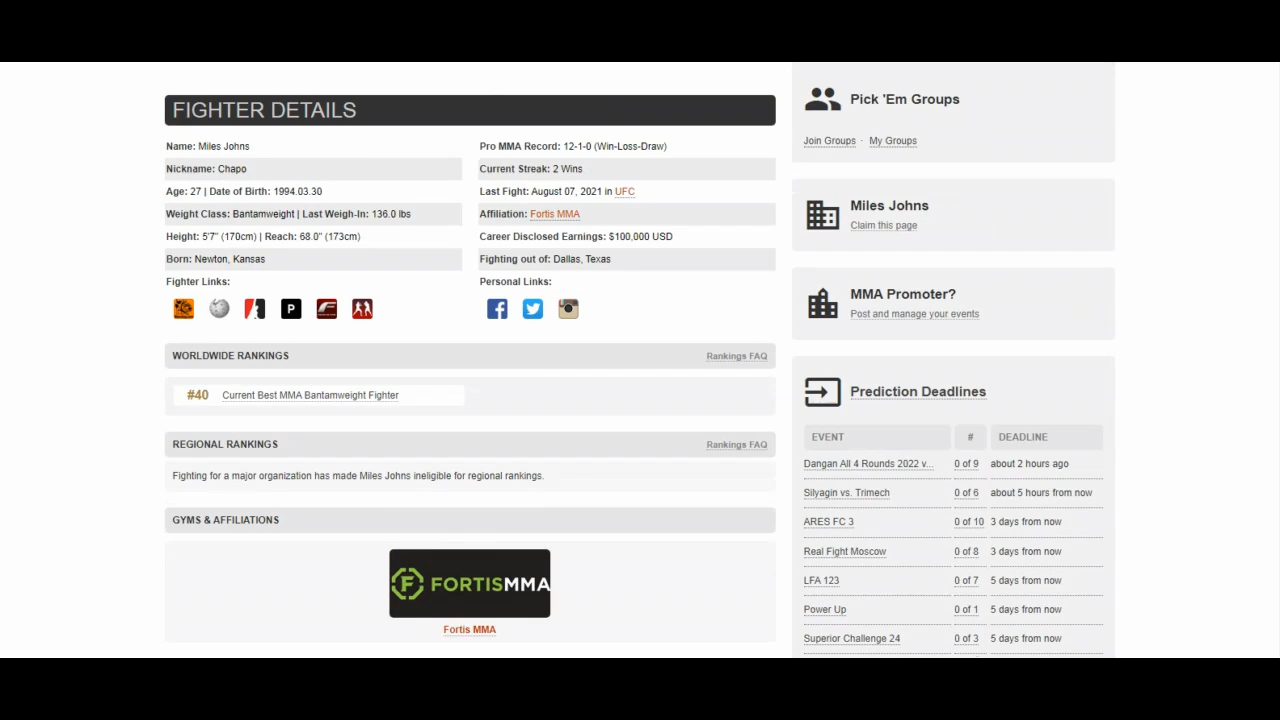 FIGHTER DETAILS
Name: Miles Johns
Nickname: Chapo
Age: 27 | Date of Birth: 1994.03.30
Weight Class: Bantamweight | Last Weigh-In: 136.0 lbs
Height: 5'7" (170cm) | Reach: 68.0" (173cm)
Born: Newton, Kansas
Fighter Links:
P
Pro MMA Record: 12-1-0 (Win-Loss-Draw)
Current Streak: 2 Wins
Last Fight: August 07, 2021 in UFC
Affiliation: Fortis MMA
Career Disclosed Earnings: $100,000 USD
Fighting out of: Dallas, Texas
Personal Links:
WORLDWIDE RANKINGS Rankings FAQ
#40 Current Best MMA Bantamweight Fighter
REGIONAL RANKINGS Rankings FAQ
Fighting for a major organization has made Miles Johns ineligible for regional rankings.
GYMS & AFFILIATIONS
F FORTISMMA
Fortis MMA
Pick 'Em Groups
Join Groups · My Groups
Miles Johns
Claim this page
MMA Promoter?
Post and manage your events
Prediction Deadlines
EVENT # DEADLINE
Dangan All 4 Rounds 2022 v... 0 of 9 about 2 hours ago
Silyagin vs. Trimech 0 of 6 about 5 hours from now
ARES FC 3 0 of 10 3 days from now
Real Fight Moscow 0 of 8 3 days from now
LFA 123 0 of 7 5 days from now
Power Up 0 of 1 5 days from now
Superior Challenge 24 0 of 3 5 days from now